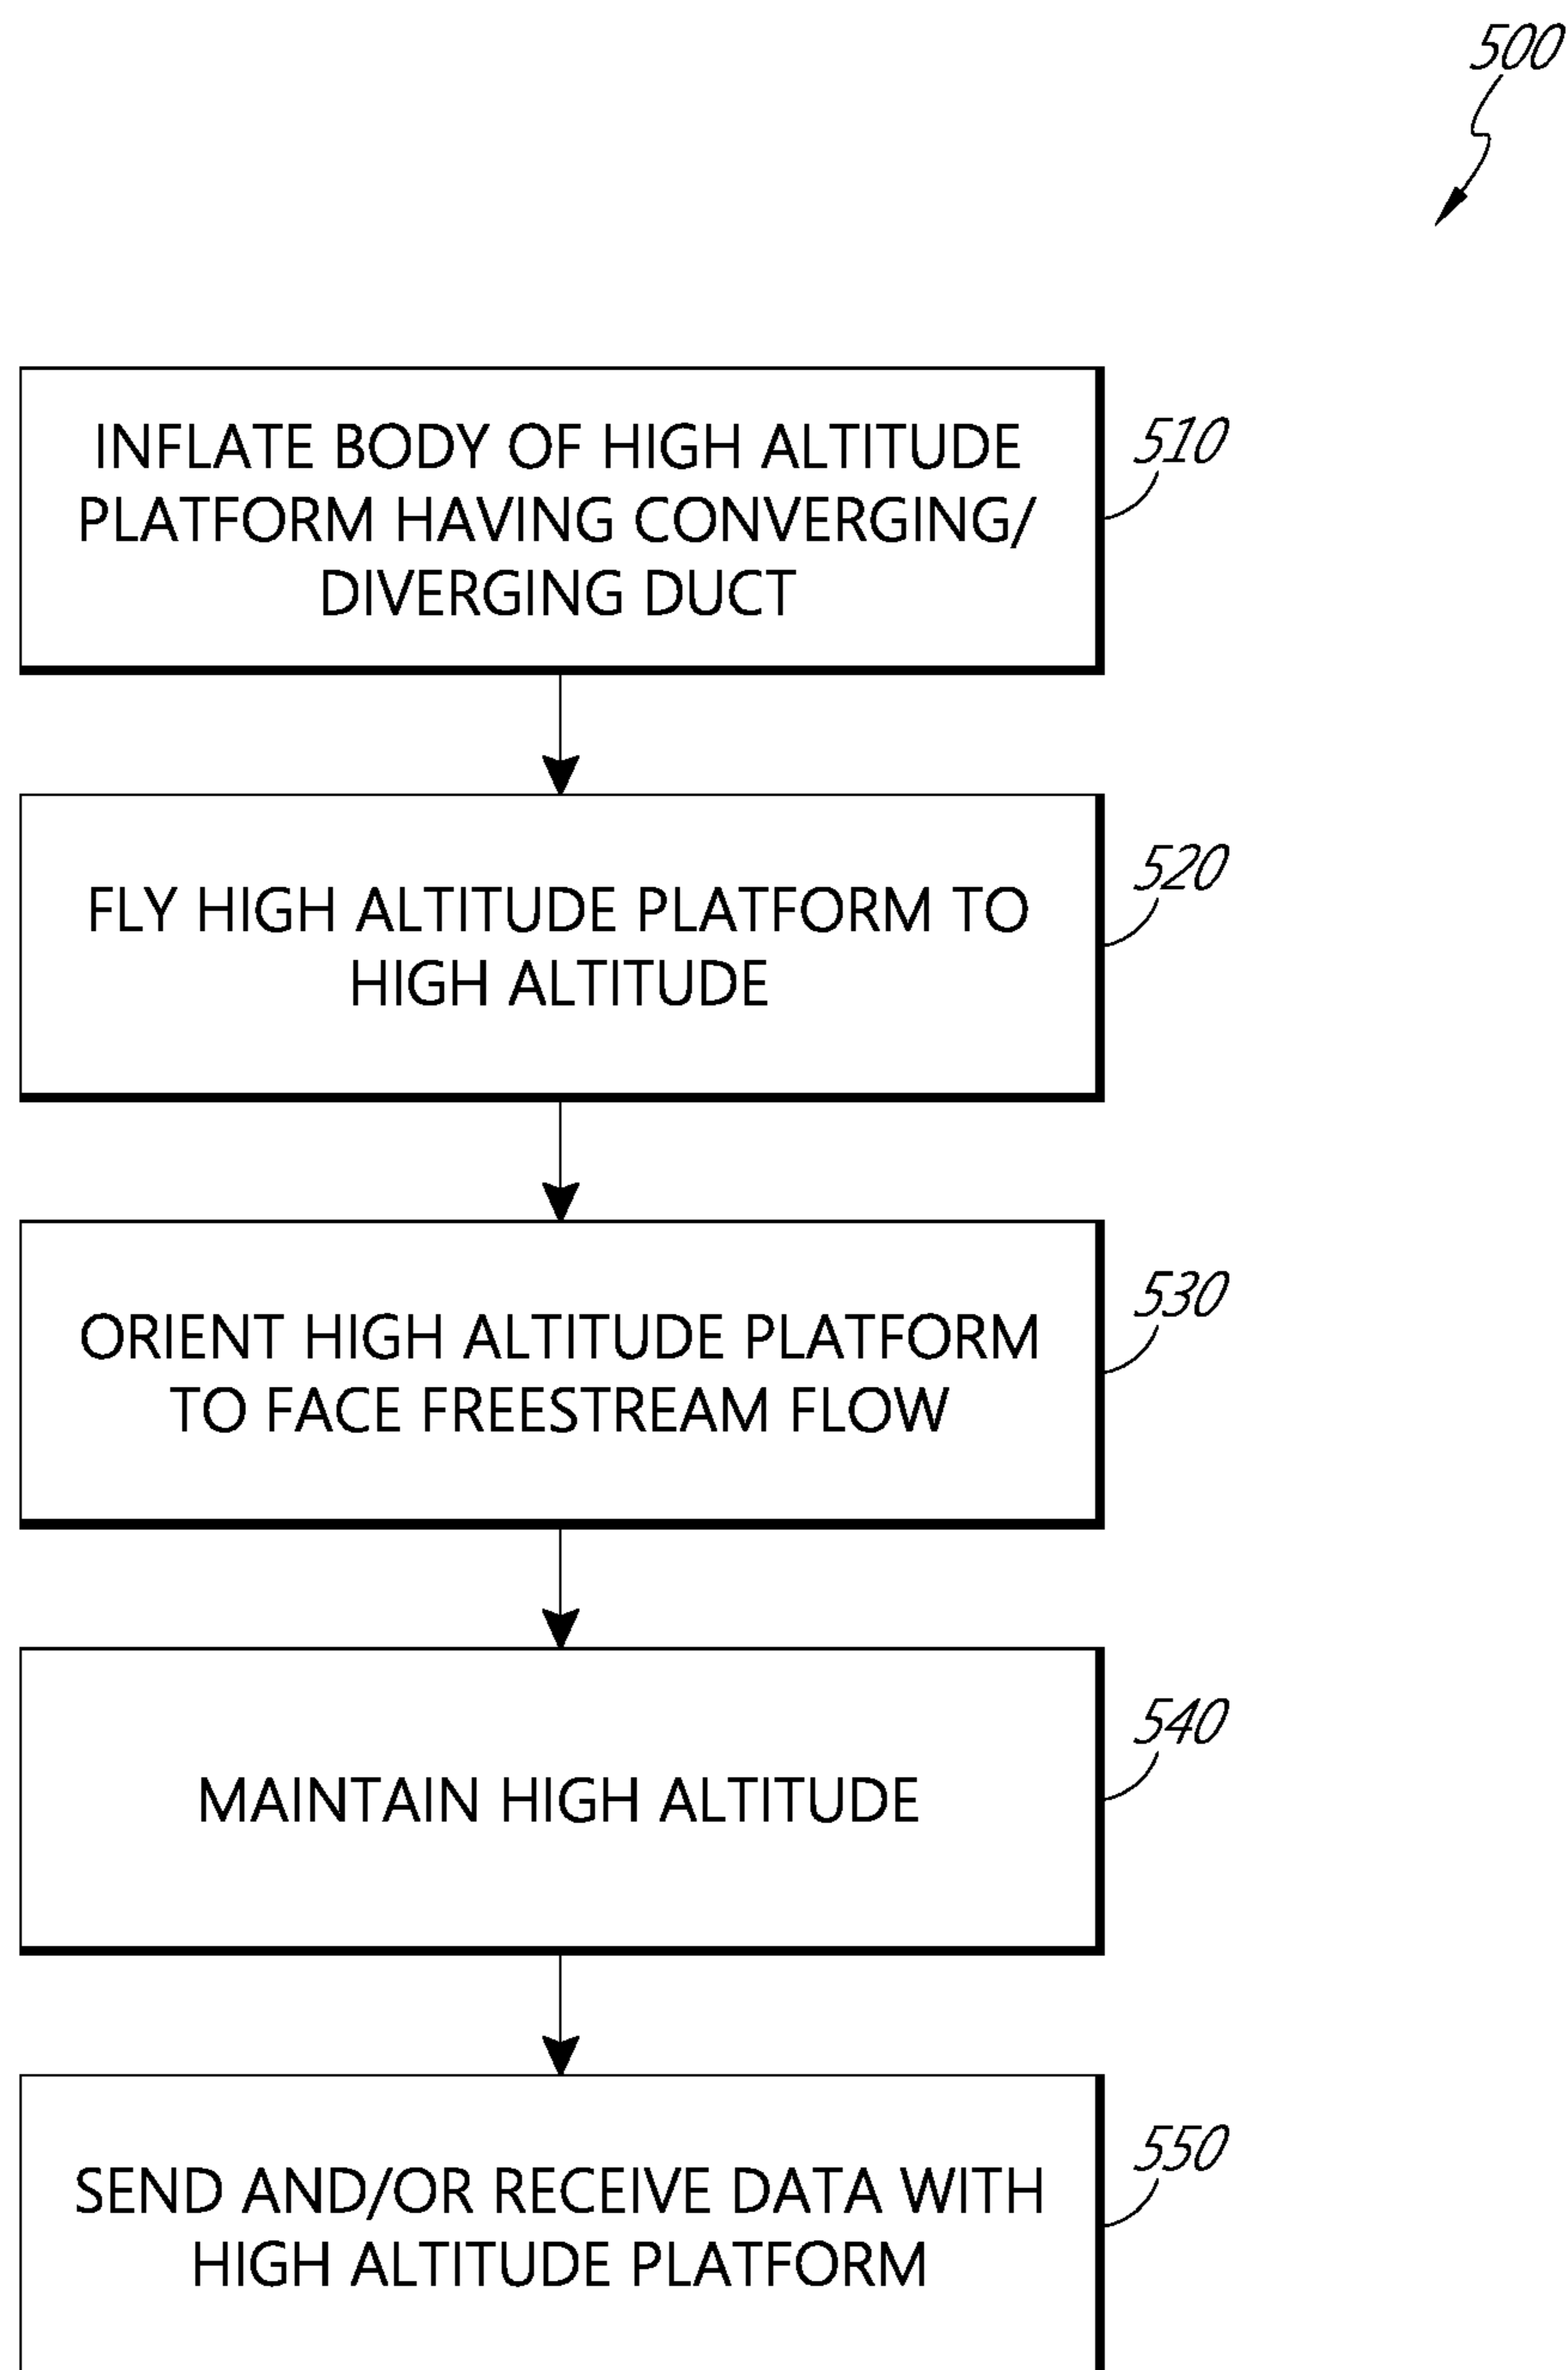 500
INFLATE BODY OF HIGH ALTITUDE
PLATFORM HAVING CONVERGING/
DIVERGING DUCT
510
FLY HIGH ALTITUDE PLATFORM TO
HIGH ALTITUDE
520
ORIENT HIGH ALTITUDE PLATFORM
TO FACE FREESTREAM FLOW
530
MAINTAIN HIGH ALTITUDE
540
SEND AND/OR RECEIVE DATA WITH
HIGH ALTITUDE PLATFORM
550